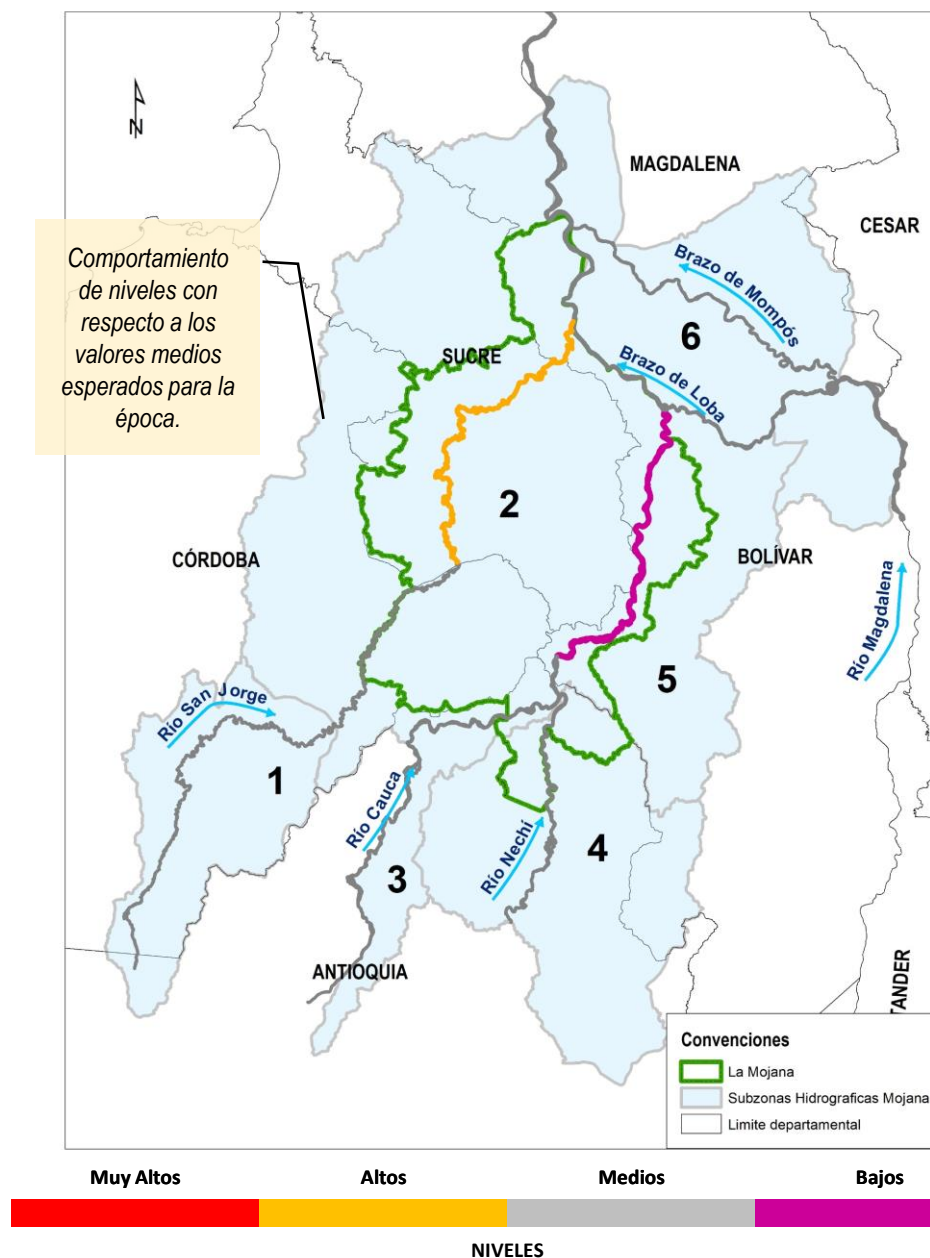 N
MAGDALENA
CESAR
Comportamiento
de niveles con
respecto a los
valores medios
esperados para la
época.
Brazo de Mompós
6
SUCRE
Brazo de Loba
2
CÓRDOBA
BOLÍVAR
Río Magdalena
5
Río San Jorge
1
Río Cauca
3
Río Nechi
4
ANTIOQUIA
TANDER
Convenciones
La Mojana
Subzonas Hidrograficas Mojana
Limite departamental
Muy Altos Altos Medios Bajos
NIVELES